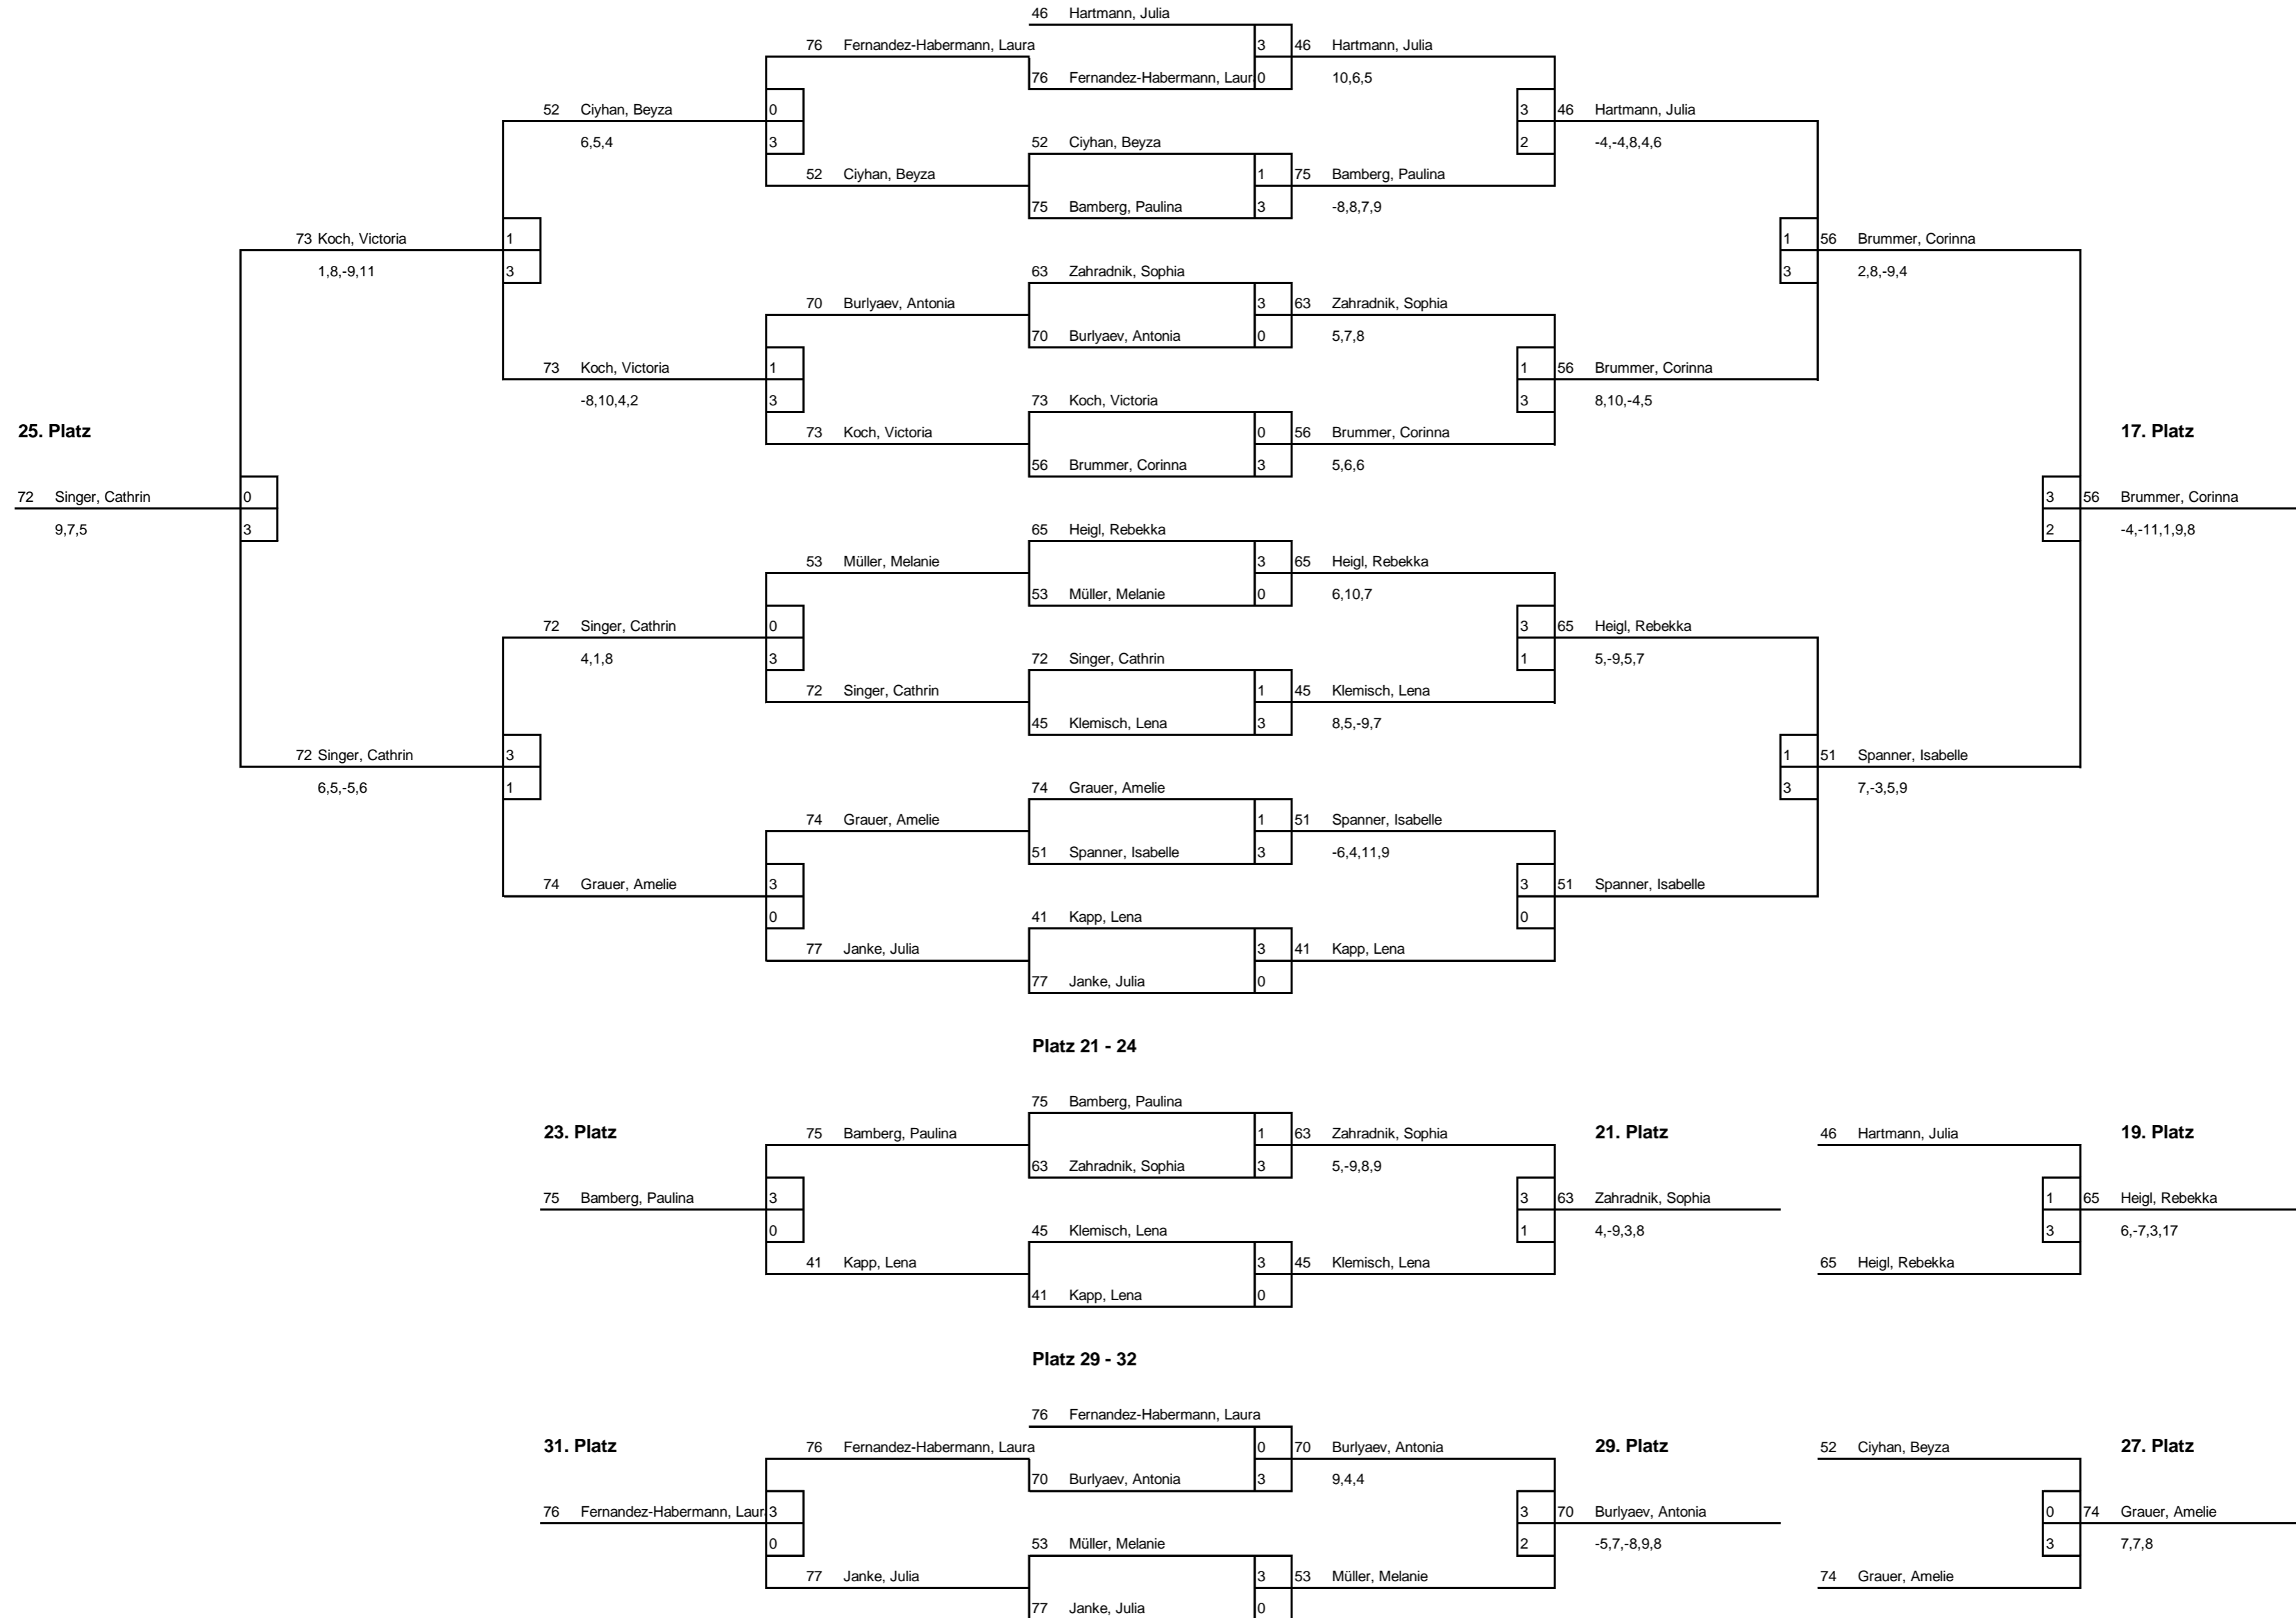 46 Hartmann, Julia
76 Fernandez-Habermann, Laura 3 46 Hartmann, Julia
76 Fernandez-Habermann, Laur 0 10,6,5
52 Ciyhan, Beyza 0 3 46 Hartmann, Julia
6,5,4 3 52 Ciyhan, Beyza 2 -4,-4,8,4,6
52 Ciyhan, Beyza 1 75 Bamberg, Paulina
75 Bamberg, Paulina 3 -8,8,7,9
73 Koch, Victoria 1 1 56 Brummer, Corinna
1,8,-9,11 3 63 Zahradnik, Sophia 3 2,8,-9,4
70 Burlyaev, Antonia 3 63 Zahradnik, Sophia
70 Burlyaev, Antonia 0 5,7,8
73 Koch, Victoria 1 1 56 Brummer, Corinna
-8,10,4,2 3 73 Koch, Victoria 3 8,10,-4,5
25. Platz 73 Koch, Victoria 0 56 Brummer, Corinna 17. Platz
56 Brummer, Corinna 3 5,6,6
72 Singer, Cathrin 0 3 56 Brummer, Corinna
9,7,5 3 65 Heigl, Rebekka 2 -4,-11,1,9,8
53 Müller, Melanie 3 65 Heigl, Rebekka
53 Müller, Melanie 0 6,10,7
72 Singer, Cathrin 0 3 65 Heigl, Rebekka
4,1,8 3 72 Singer, Cathrin 1 5,-9,5,7
72 Singer, Cathrin 1 45 Klemisch, Lena
45 Klemisch, Lena 3 8,5,-9,7
72 Singer, Cathrin 3 1 51 Spanner, Isabelle
6,5,-5,6 1 74 Grauer, Amelie 3 7,-3,5,9
74 Grauer, Amelie 1 51 Spanner, Isabelle
51 Spanner, Isabelle 3 -6,4,11,9
74 Grauer, Amelie 3 3 51 Spanner, Isabelle
0 41 Kapp, Lena 0
77 Janke, Julia 3 41 Kapp, Lena
77 Janke, Julia 0
Platz 21 - 24
75 Bamberg, Paulina
23. Platz 75 Bamberg, Paulina 1 63 Zahradnik, Sophia 21. Platz 46 Hartmann, Julia 19. Platz
63 Zahradnik, Sophia 3 5,-9,8,9
75 Bamberg, Paulina 3 3 63 Zahradnik, Sophia 1 65 Heigl, Rebekka
0 45 Klemisch, Lena 1 4,-9,3,8 3 6,-7,3,17
41 Kapp, Lena 3 45 Klemisch, Lena 65 Heigl, Rebekka
41 Kapp, Lena 0
Platz 29 - 32
76 Fernandez-Habermann, Laura
31. Platz 76 Fernandez-Habermann, Laura 0 70 Burlyaev, Antonia 29. Platz 52 Ciyhan, Beyza 27. Platz
70 Burlyaev, Antonia 3 9,4,4
76 Fernandez-Habermann, Laur 3 3 70 Burlyaev, Antonia 0 74 Grauer, Amelie
0 53 Müller, Melanie 2 -5,7,-8,9,8 3 7,7,8
77 Janke, Julia 3 53 Müller, Melanie 74 Grauer, Amelie
77 Janke, Julia 0